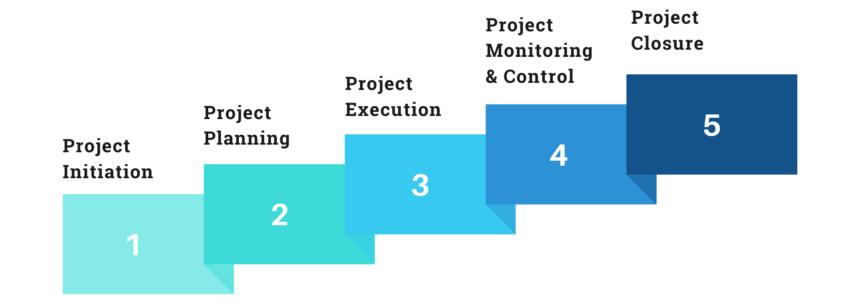 Project
Initiation
1
Project
Planning
2
Project
Execution
3
Project
Monitoring
& Control
4
Project
Closure
5